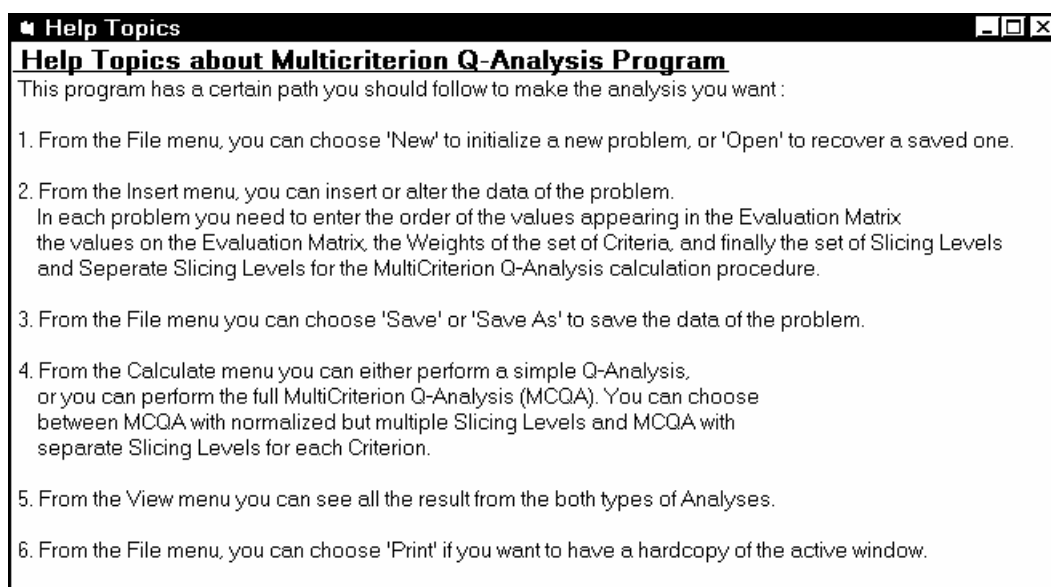 Help Topics
Help Topics about Multicriterion Q-Analysis Program
This program has a certain path you should follow to make the analysis you want :
1. From the File menu, you can choose 'New' to initialize a new problem, or 'Open' to recover a saved one.
2. From the Insert menu, you can insert or alter the data of the problem.
In each problem you need to enter the order of the values appearing in the Evaluation Matrix
the values on the Evaluation Matrix, the Weights of the set of Criteria, and finally the set of Slicing Levels
and Seperate Slicing Levels for the MultiCriterion Q-Analysis calculation procedure.
3. From the File menu you can choose 'Save' or 'Save As' to save the data of the problem.
4. From the Calculate menu you can either perform a simple Q-Analysis,
or you can perform the full MultiCriterion Q-Analysis (MCQA). You can choose
between MCQA with normalized but multiple Slicing Levels and MCQA with
separate Slicing Levels for each Criterion.
5. From the View menu you can see all the result from the both types of Analyses.
6. From the File menu, you can choose 'Print' if you want to have a hardcopy of the active window.